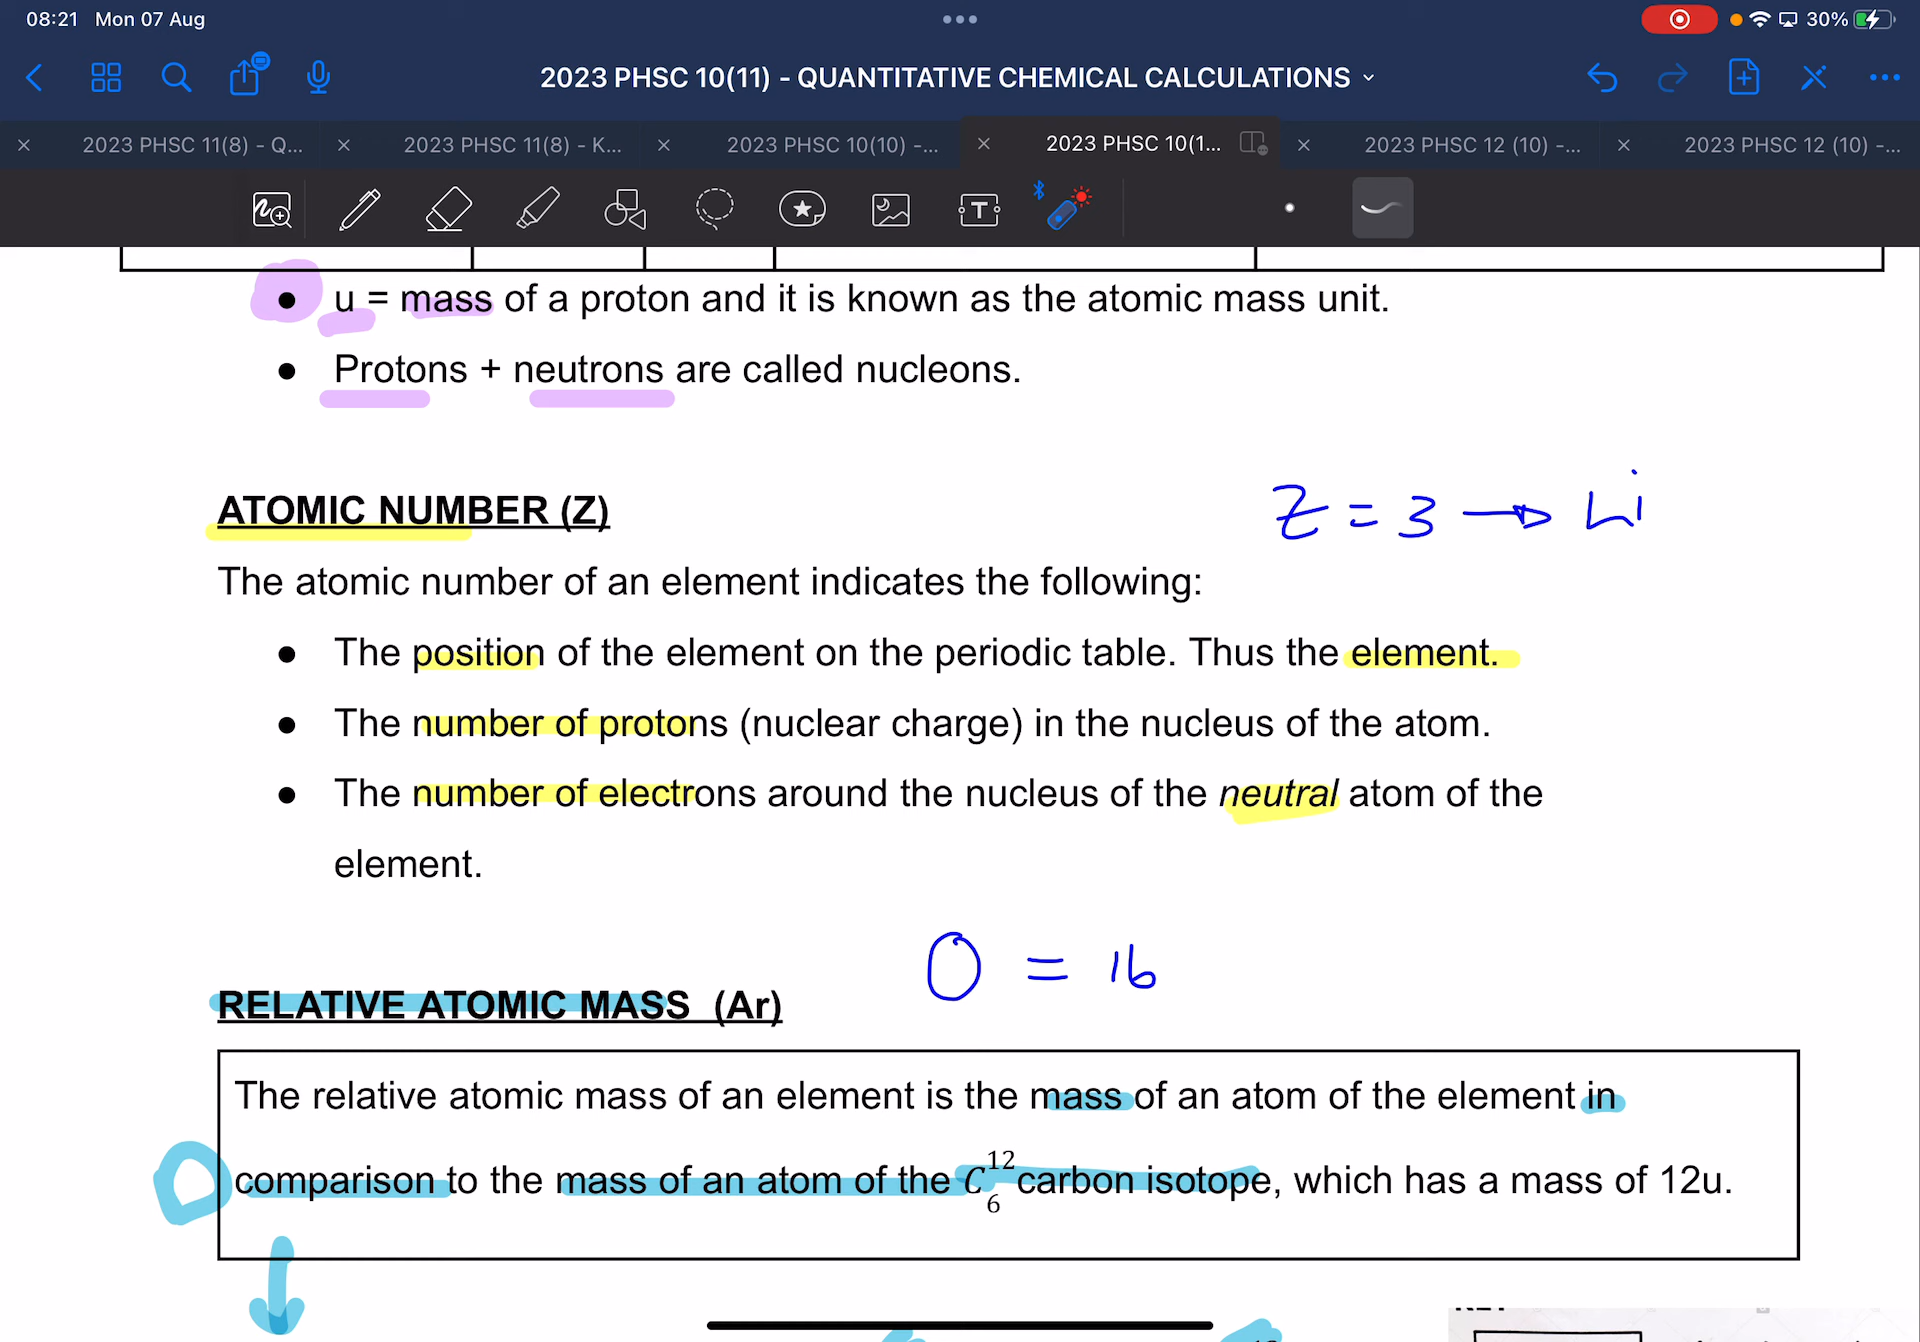 08:21 Mon 07 Aug
30%
2023 PHSC 10(11) - QUANTITATIVE CHEMICAL CALCULATIONS
2023 PHSC 11(8) - Q...
2023 PHSC 11(8) - K...
2023 PHSC 10(10) -...
2023 PHSC 10(1...
2023 PHSC 12 (10) -...
2023 PHSC 12 (10) -...
● u = mass of a proton and it is known as the atomic mass unit.
● Protons + neutrons are called nucleons.
ATOMIC NUMBER (Z)
Z = 3 → Li
The atomic number of an element indicates the following:
● The position of the element on the periodic table. Thus the element.
● The number of protons (nuclear charge) in the nucleus of the atom.
● The number of electrons around the nucleus of the neutral atom of the
element.
O = 16
RELATIVE ATOMIC MASS (Ar)
The relative atomic mass of an element is the mass of an atom of the element in
comparison to the mass of an atom of the C¹²₆ carbon isotope, which has a mass of 12u.